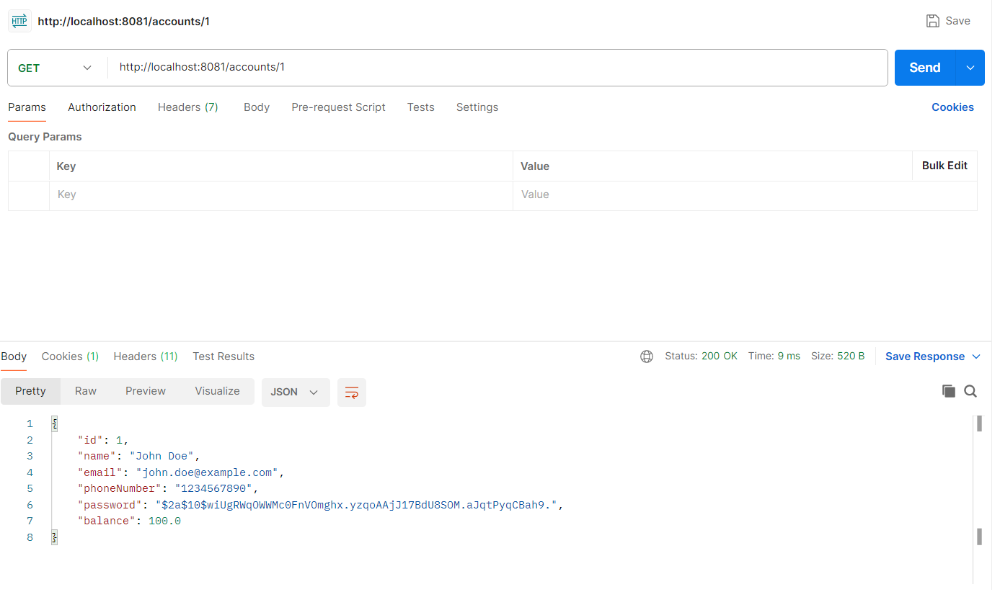 HTTP http://localhost:8081/accounts/1 Save
GET http://localhost:8081/accounts/1 Send
Params Authorization Headers (7) Body Pre-request Script Tests Settings Cookies
Query Params
Key Value Bulk Edit
Key Value
Body Cookies (1) Headers (11) Test Results Status: 200 OK Time: 9 ms Size: 520 B Save Response
Pretty Raw Preview Visualize JSON
1 {
2 "id": 1,
3 "name": "John Doe",
4 "email": "john.doe@example.com",
5 "phoneNumber": "1234567890",
6 "password": "$2a$10$wiUgRWqOWWMc0FnVOmghx.yzqoAAjJ17BdU8SOM.aJqtPyqCBah9.",
7 "balance": 100.0
8 }